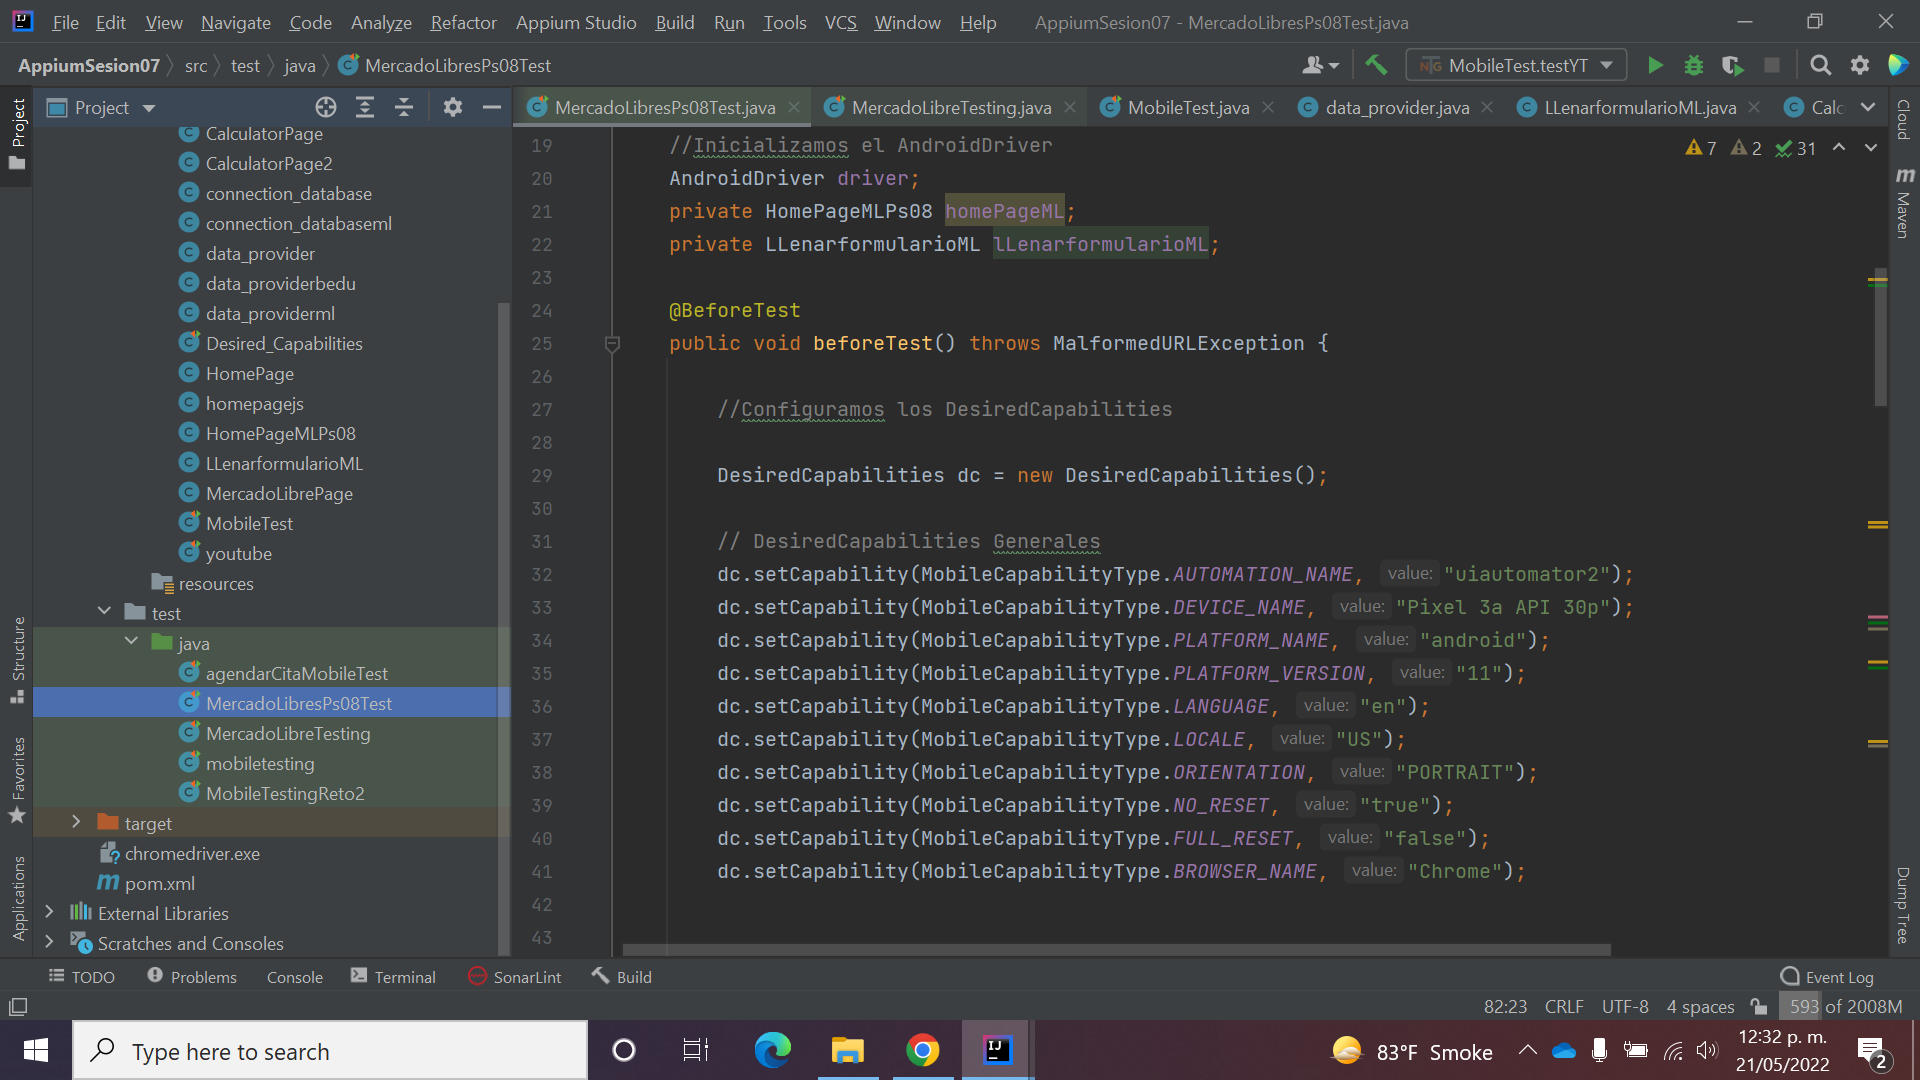 File Edit View Navigate Code Analyze Refactor Appium Studio Build Run Tools VCS Window Help AppiumSesion07 - MercadoLibresPs08Test.java
AppiumSesion07 src test java MercadoLibresPs08Test
MobileTest.testYT
Project
MercadoLibresPs08Test.java MercadoLibreTesting.java MobileTest.java data_provider.java LLenarformularioML.java Calc
7 2 31
Project
Structure
Favorites
Applications
Cloud
Maven
Dump Tree
CalculatorPage
CalculatorPage2
connection_database
connection_databaseml
data_provider
data_providerbedu
data_providerml
Desired_Capabilities
HomePage
homepagejs
HomePageMLPs08
LLenarformularioML
MercadoLibrePage
MobileTest
youtube
resources
test
java
agendarCitaMobileTest
MercadoLibresPs08Test
MercadoLibreTesting
mobiletesting
MobileTestingReto2
target
chromedriver.exe
pom.xml
External Libraries
Scratches and Consoles
19 //Inicializamos el AndroidDriver
20 AndroidDriver driver;
21 private HomePageMLPs08 homePageML;
22 private LLenarformularioML lLenarformularioML;
23
24 @BeforeTest
25 public void beforeTest() throws MalformedURLException {
26
27 //Configuramos los DesiredCapabilities
28
29 DesiredCapabilities dc = new DesiredCapabilities();
30
31 // DesiredCapabilities Generales
32 dc.setCapability(MobileCapabilityType.AUTOMATION_NAME, value: "uiautomator2");
33 dc.setCapability(MobileCapabilityType.DEVICE_NAME, value: "Pixel 3a API 30p");
34 dc.setCapability(MobileCapabilityType.PLATFORM_NAME, value: "android");
35 dc.setCapability(MobileCapabilityType.PLATFORM_VERSION, value: "11");
36 dc.setCapability(MobileCapabilityType.LANGUAGE, value: "en");
37 dc.setCapability(MobileCapabilityType.LOCALE, value: "US");
38 dc.setCapability(MobileCapabilityType.ORIENTATION, value: "PORTRAIT");
39 dc.setCapability(MobileCapabilityType.NO_RESET, value: "true");
40 dc.setCapability(MobileCapabilityType.FULL_RESET, value: "false");
41 dc.setCapability(MobileCapabilityType.BROWSER_NAME, value: "Chrome");
42
43
TODO Problems Console Terminal SonarLint Build Event Log
82:23 CRLF UTF-8 4 spaces 593 of 2008M
Type here to search
83°F Smoke
12:32 p. m.
21/05/2022
2